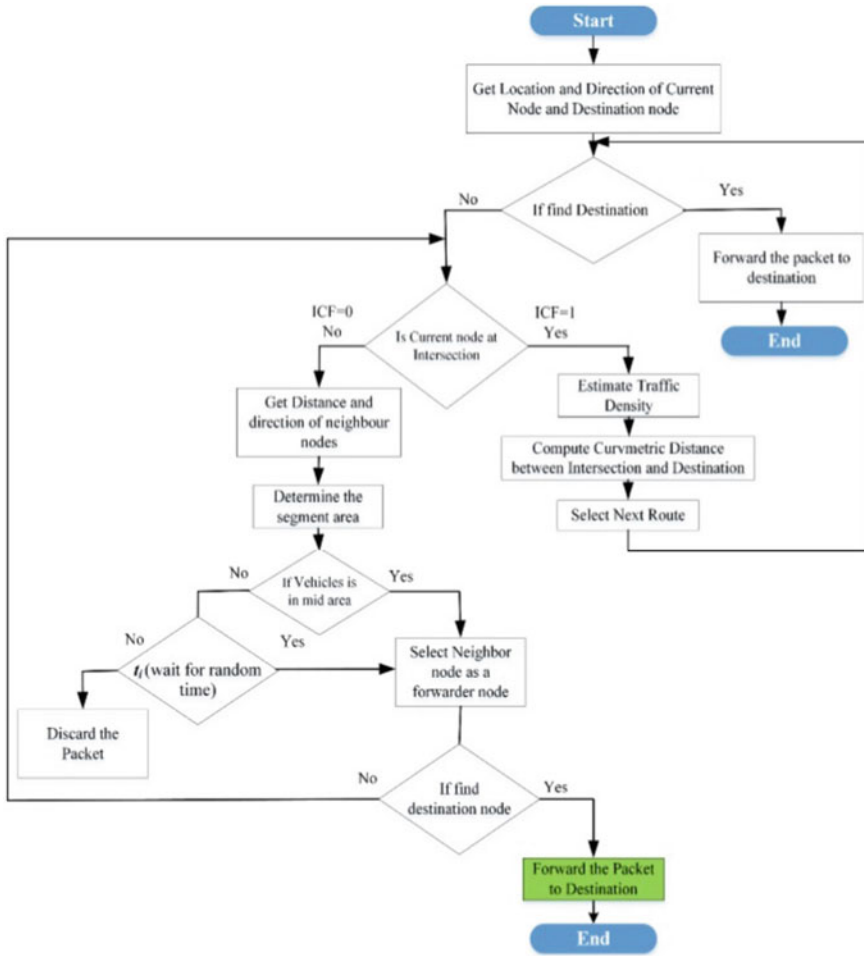 Start
Get Location and Direction of Current
Node and Destination node
No
If find Destination
Yes
Forward the packet to
destination
End
ICF=0
No
Is Current node at
Intersection
ICF=1
Yes
Get Distance and
direction of neighbour
nodes
Estimate Traffic
Density
Compute Curvmetric Distance
between Intersection and Destination
Determine the
segment area
Select Next Route
No
If Vehicles is
in mid area
Yes
No
t_i(wait for random
time)
Yes
Select Neighbor
node as a
forwarder node
Discard the
Packet
No
If find
destination node
Yes
Forward the Packet
to Destination
End